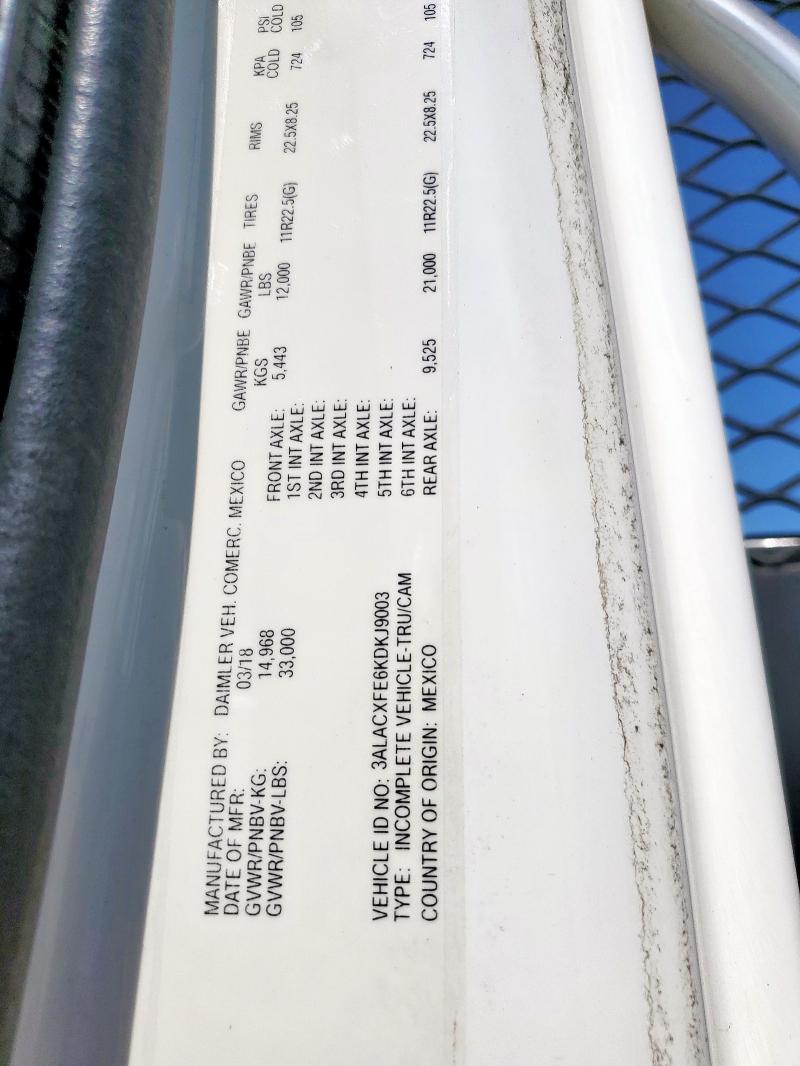 MANUFACTURED BY: DAIMLER VEH. COMERC. MEXICO
DATE OF MFR: 03/18
GVWR/PNBV-KG: 14,968
GVWR/PNBV-LBS: 33,000
VEHICLE ID NO: 3ALACXFE6KDKJ9003
TYPE: INCOMPLETE VEHICLE-TRU/CAM
COUNTRY OF ORIGIN: MEXICO
GAWR/PNBE GAWR/PNBE TIRES RIMS KPA PSI
KGS LBS COLD COLD
FRONT AXLE: 5,443 12,000 11R22.5(G) 22.5X8.25 724 105
1ST INT AXLE:
2ND INT AXLE:
3RD INT AXLE:
4TH INT AXLE:
5TH INT AXLE:
6TH INT AXLE:
REAR AXLE: 9,525 21,000 11R22.5(G) 22.5X8.25 724 105